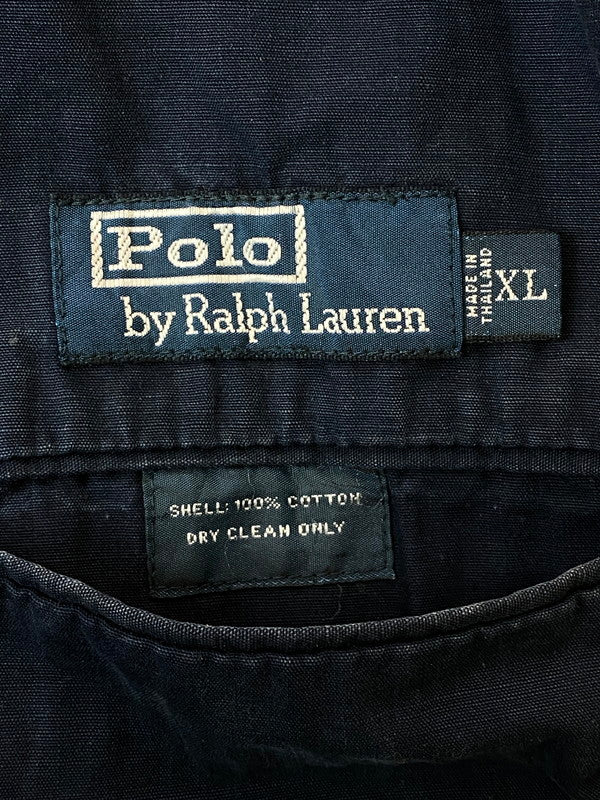 Polo
by Ralph Lauren
MADE IN
THAILAND
XL
SHELL: 100% COTTON
DRY CLEAN ONLY